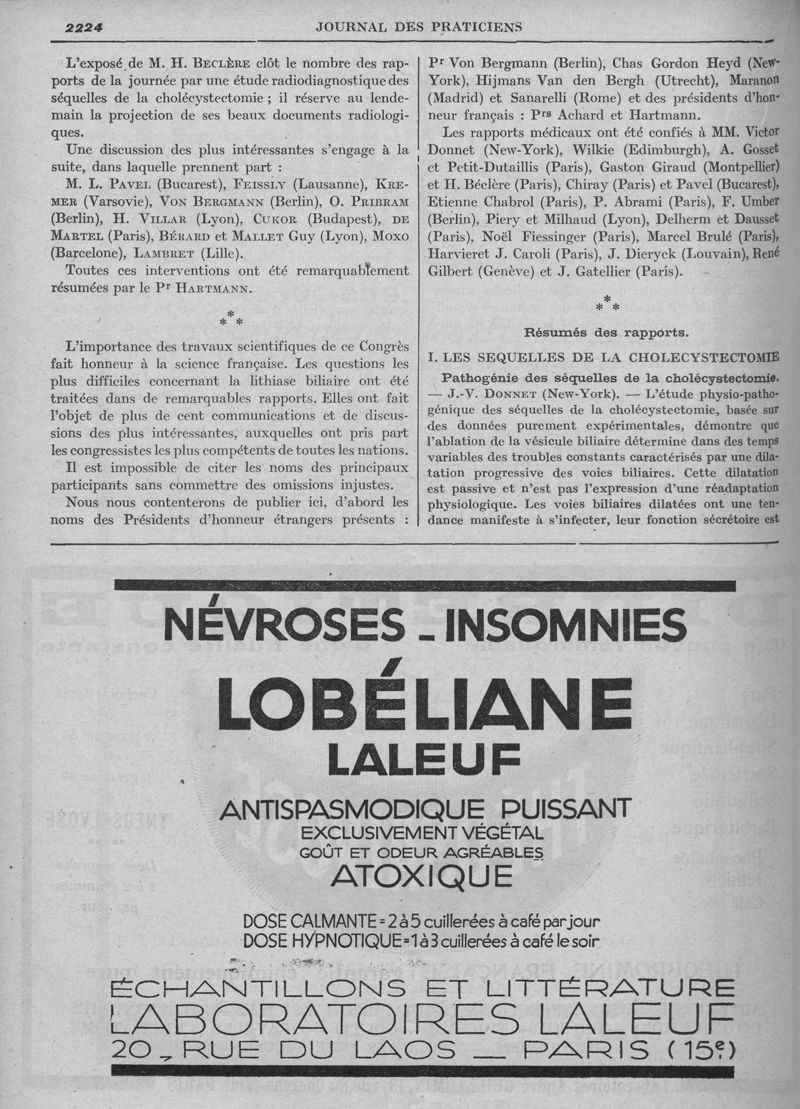 2224
JOURNAL DES PRATICIENS
L'exposé de M. H. BECLÈRE clôt le nombre des rap-
ports de la journée par une étude radiodiagnostique des
séquelles de la cholécystectomie ; il réserve au lende-
main la projection de ses beaux documents radiologi-
ques.
Une discussion des plus intéressantes s'engage à la
suite, dans laquelle prennent part :
M. L. PAVEL (Bucarest), FEISSLY (Lausanne), KRE-
MER (Varsovie), VON BERGMANN (Berlin), O. PRIBRAM
(Berlin), H. VILLAR (Lyon), CUKOR (Budapest), DE
MARTEL (Paris), BÉRARD et MALLET Guy (Lyon), MOXO
(Barcelone), LAMBRET (Lille).
Toutes ces interventions ont été remarquablement
résumées par le Pr HARTMANN.
* * *
L'importance des travaux scientifiques de ce Congrès
fait honneur à la science française. Les questions les
plus difficiles concernant la lithiase biliaire ont été
traitées dans de remarquables rapports. Elles ont fait
l'objet de plus de cent communications et de discus-
sions des plus intéressantes, auxquelles ont pris part
les congressistes les plus compétents de toutes les nations.
Il est impossible de citer les noms des principaux
participants sans commettre des omissions injustes.
Nous nous contenterons de publier ici, d'abord les
noms des Présidents d'honneur étrangers présents :
Pr Von Bergmann (Berlin), Chas Gordon Heyd (New-
York), Hijmans Van den Bergh (Utrecht), Maranon
(Madrid) et Sanarelli (Rome) et des présidents d'hon-
neur français : Prs Achard et Hartmann.
Les rapports médicaux ont été confiés à MM. Victor
Donnet (New-York), Wilkie (Edimburgh), A. Gosset
et Petit-Dutaillis (Paris), Gaston Giraud (Montpellier)
et H. Béclère (Paris), Chiray (Paris) et Pavel (Bucarest),
Etienne Chabrol (Paris), P. Abrami (Paris), F. Umber
(Berlin), Piery et Milhaud (Lyon), Delherm et Dausset
(Paris), Noël Fiessinger (Paris), Marcel Brulé (Paris),
Harvieret J. Caroli (Paris), J. Dieryck (Louvain), René
Gilbert (Genève) et J. Gatellier (Paris).
* * *
Résumés des rapports.
I. LES SEQUELLES DE LA CHOLECYSTECTOMIE
Pathogénie des séquelles de la cholécystectomie.
— J.-V. DONNET (New-York). — L'étude physio-patho-
génique des séquelles de la cholécystectomie, basée sur
des données purement expérimentales, démontre que
l'ablation de la vésicule biliaire détermine dans des temps
variables des troubles constants caractérisés par une dila-
tation progressive des voies biliaires. Cette dilatation
est passive et n'est pas l'expression d'une réadaptation
physiologique. Les voies biliaires dilatées ont une ten-
dance manifeste à s'infecter, leur fonction sécrétoire est
NÉVROSES - INSOMNIES
LOBÉLIANE
LALEUF
ANTISPASMODIQUE PUISSANT
EXCLUSIVEMENT VÉGÉTAL
GOÛT ET ODEUR AGRÉABLES
ATOXIQUE
DOSE CALMANTE = 2 à 5 cuillerées à café par jour
DOSE HYPNOTIQUE = 1 à 3 cuillerées à café le soir
ÉCHANTILLONS ET LITTÉRATURE
LABORATOIRES LALEUF
20, RUE DU LAOS — PARIS (15e)